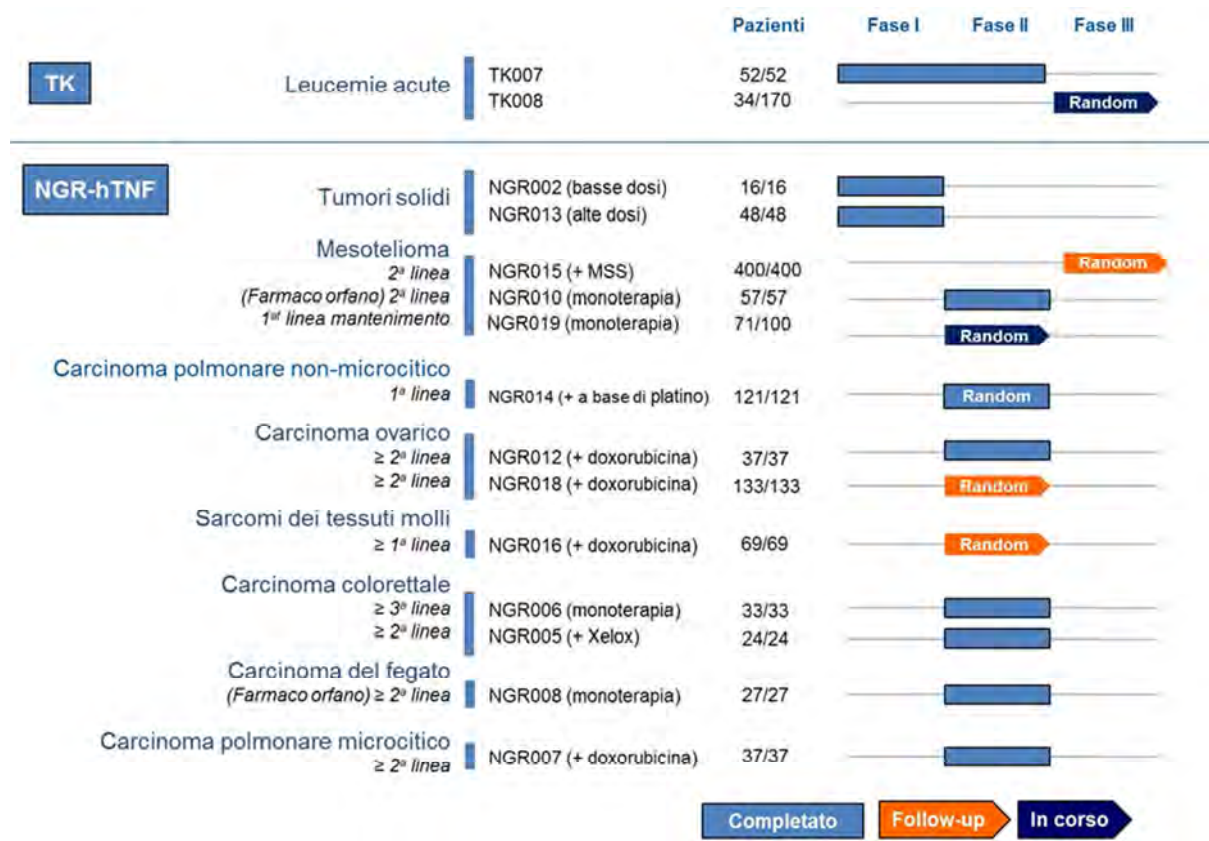 Pazienti Fase I Fase II Fase III
TK
Leucemie acute
TK007 52/52
TK008 34/170 Random
NGR-hTNF
Tumori solidi
NGR002 (basse dosi) 16/16
NGR013 (alte dosi) 48/48
Mesotelioma
2ª linea NGR015 (+ MSS) 400/400 Random
(Farmaco orfano) 2ª linea NGR010 (monoterapia) 57/57
1ª linea mantenimento NGR019 (monoterapia) 71/100 Random
Carcinoma polmonare non-microcitico
1ª linea NGR014 (+ a base di platino) 121/121 Random
Carcinoma ovarico
≥ 2ª linea NGR012 (+ doxorubicina) 37/37
≥ 2ª linea NGR018 (+ doxorubicina) 133/133 Random
Sarcomi dei tessuti molli
≥ 1ª linea NGR016 (+ doxorubicina) 69/69 Random
Carcinoma colorettale
≥ 3ª linea NGR006 (monoterapia) 33/33
≥ 2ª linea NGR005 (+ Xelox) 24/24
Carcinoma del fegato
(Farmaco orfano) ≥ 2ª linea NGR008 (monoterapia) 27/27
Carcinoma polmonare microcitico
≥ 2ª linea NGR007 (+ doxorubicina) 37/37
Completato Follow-up In corso